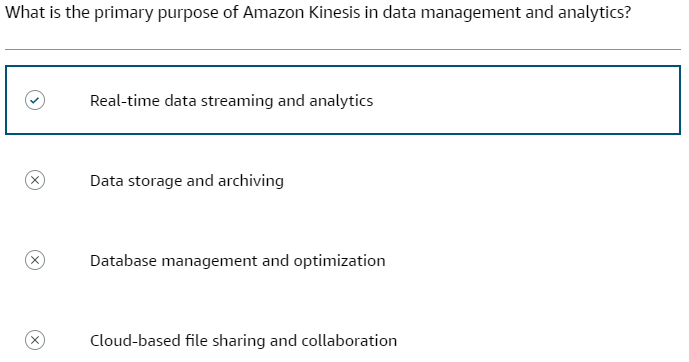 What is the primary purpose of Amazon Kinesis in data management and analytics?
Real-time data streaming and analytics
Data storage and archiving
Database management and optimization
Cloud-based file sharing and collaboration